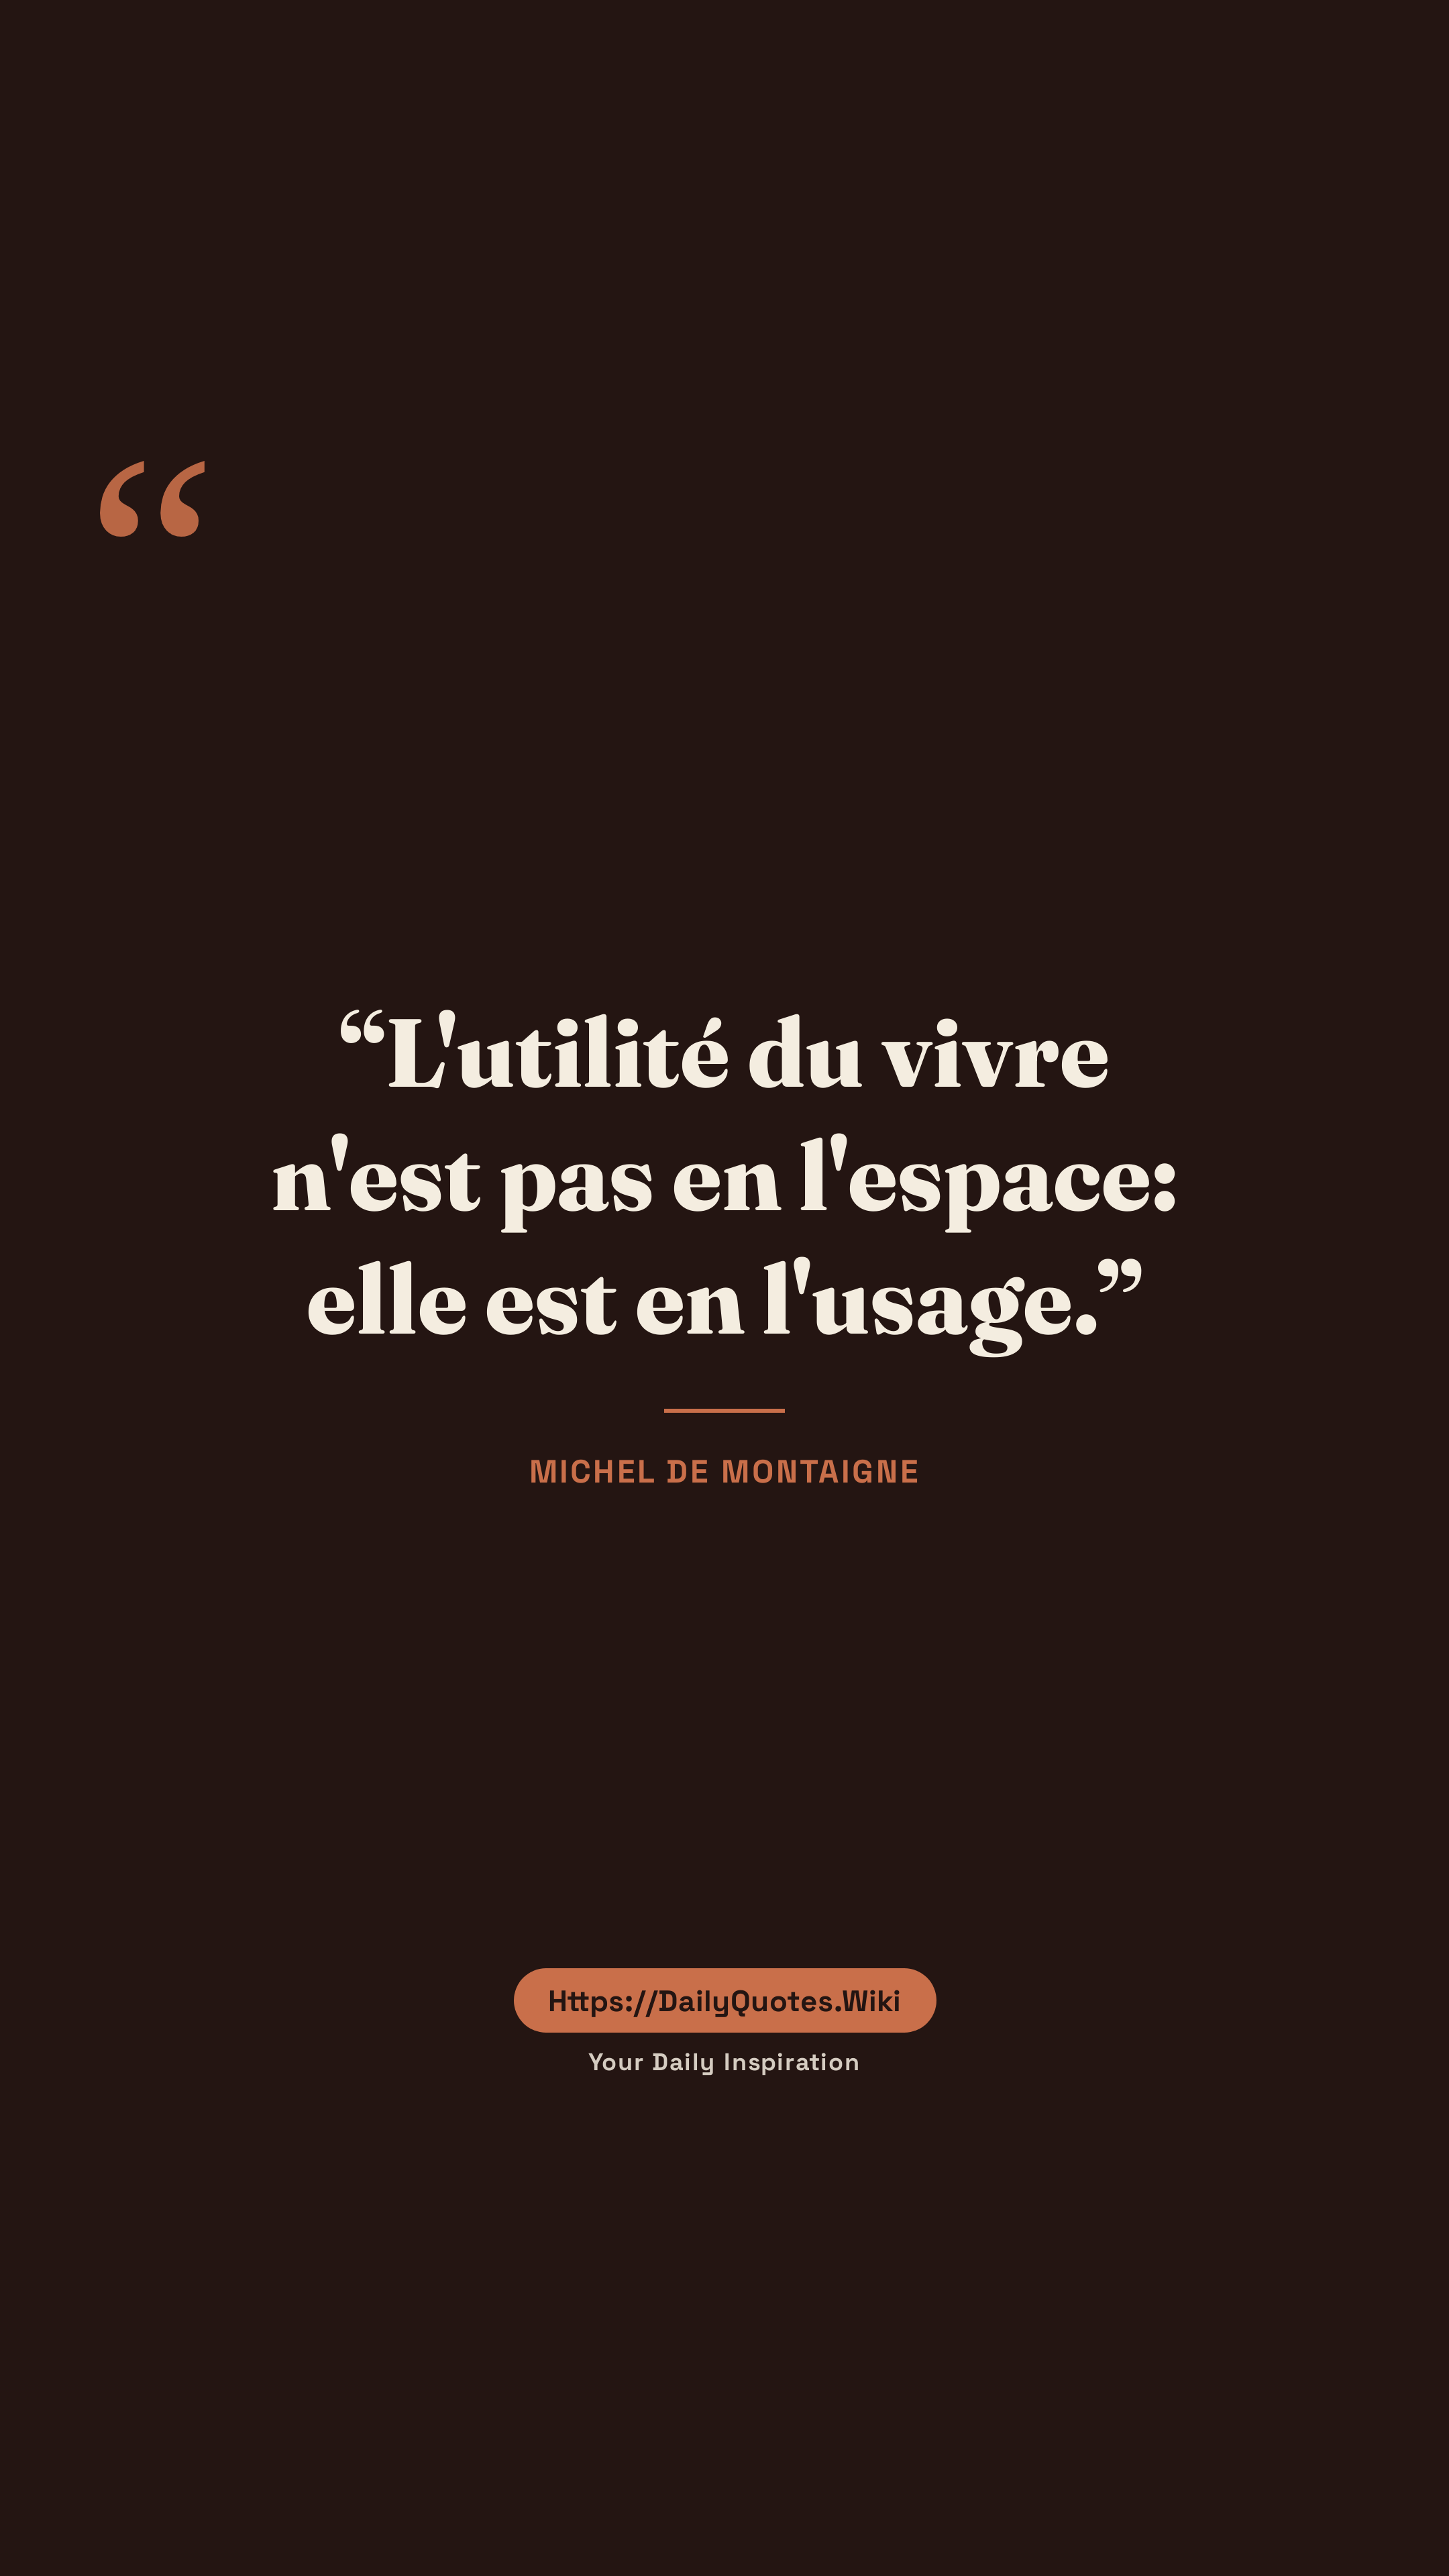 “
“L'utilité du vivre
n'est pas en l'espace:
elle est en l'usage.”
MICHEL DE MONTAIGNE
Https://DailyQuotes.Wiki
Your Daily Inspiration